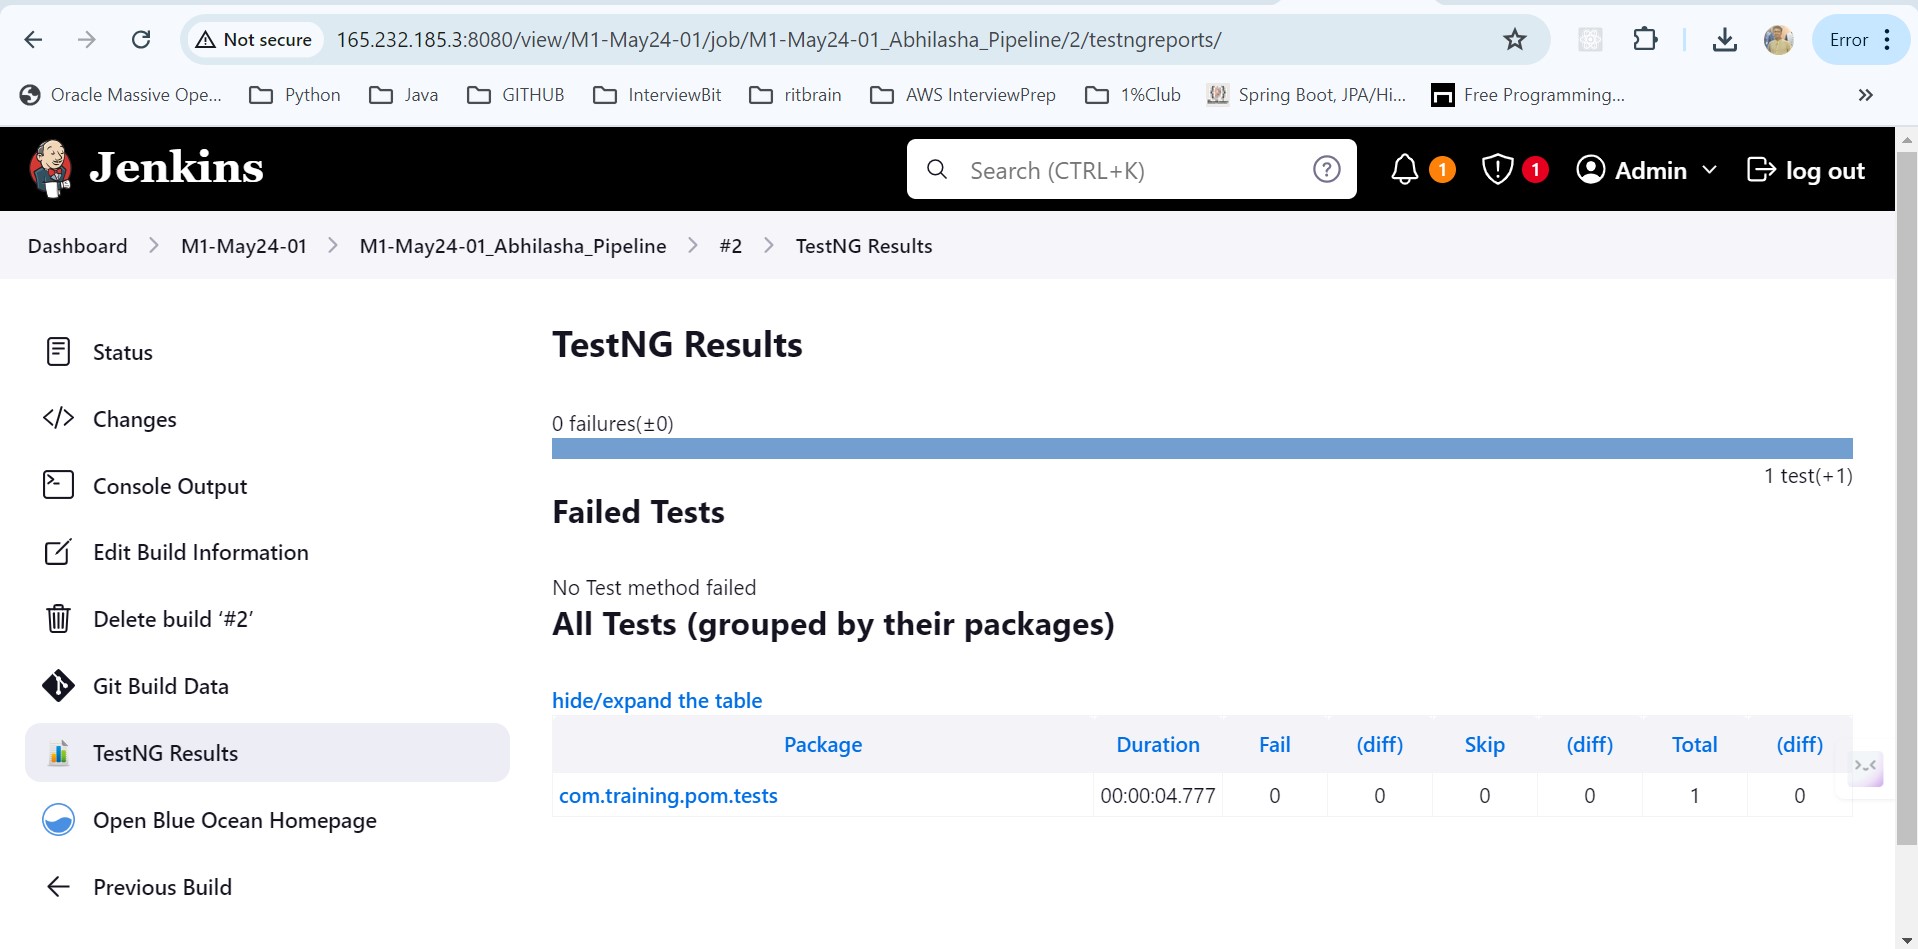 Not secure 165.232.185.3:8080/view/M1-May24-01/job/M1-May24-01_Abhilasha_Pipeline/2/testngreports/ Error
Oracle Massive Ope... Python Java GITHUB InterviewBit ritbrain AWS InterviewPrep 1%Club Spring Boot, JPA/Hi... Free Programming... »
Jenkins Search (CTRL+K) ? 1 1 Admin log out
Dashboard M1-May24-01 M1-May24-01_Abhilasha_Pipeline #2 TestNG Results
Status
Changes
Console Output
Edit Build Information
Delete build ‘#2’
Git Build Data
TestNG Results
Open Blue Ocean Homepage
Previous Build
TestNG Results
0 failures(±0)
1 test(+1)
Failed Tests
No Test method failed
All Tests (grouped by their packages)
hide/expand the table
Package Duration Fail (diff) Skip (diff) Total (diff)
com.training.pom.tests 00:00:04.777 0 0 0 0 1 0